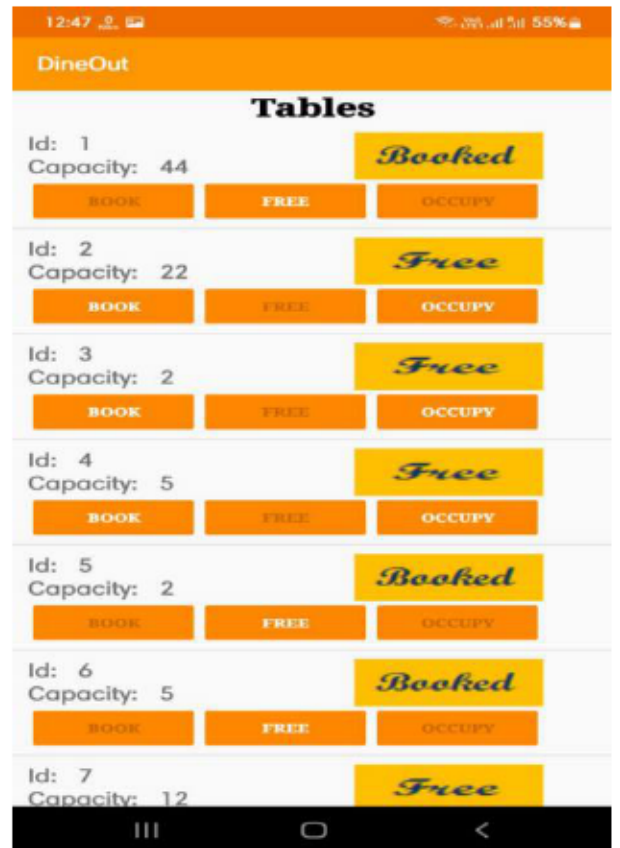 12:47 55%
DineOut
Tables
Id: 1
Booked
Capacity: 44
BOOK FREE OCCUPY
Id: 2
Free
Capacity: 22
BOOK FREE OCCUPY
Id: 3
Free
Capacity: 2
BOOK FREE OCCUPY
Id: 4
Free
Capacity: 5
BOOK FREE OCCUPY
Id: 5
Booked
Capacity: 2
BOOK FREE OCCUPY
Id: 6
Booked
Capacity: 5
BOOK FREE OCCUPY
Id: 7
Free
Capacity: 12